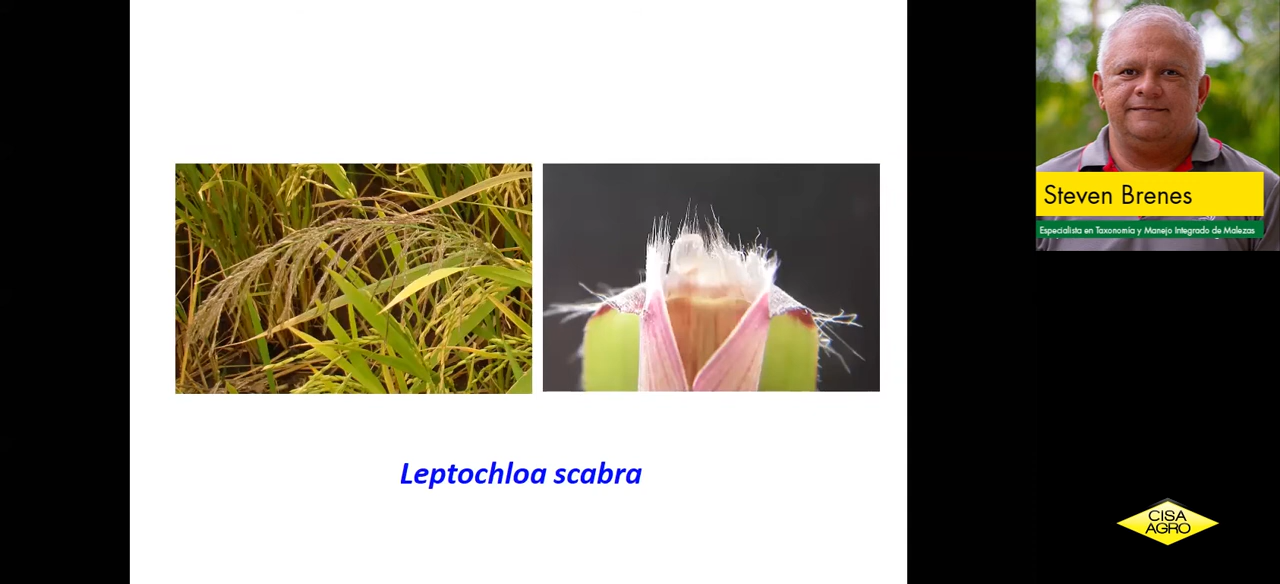 Leptochloa scabra
Steven Brenes
Especialista en Taxonomía y Manejo Integrado de Malezas
CISA
AGRO